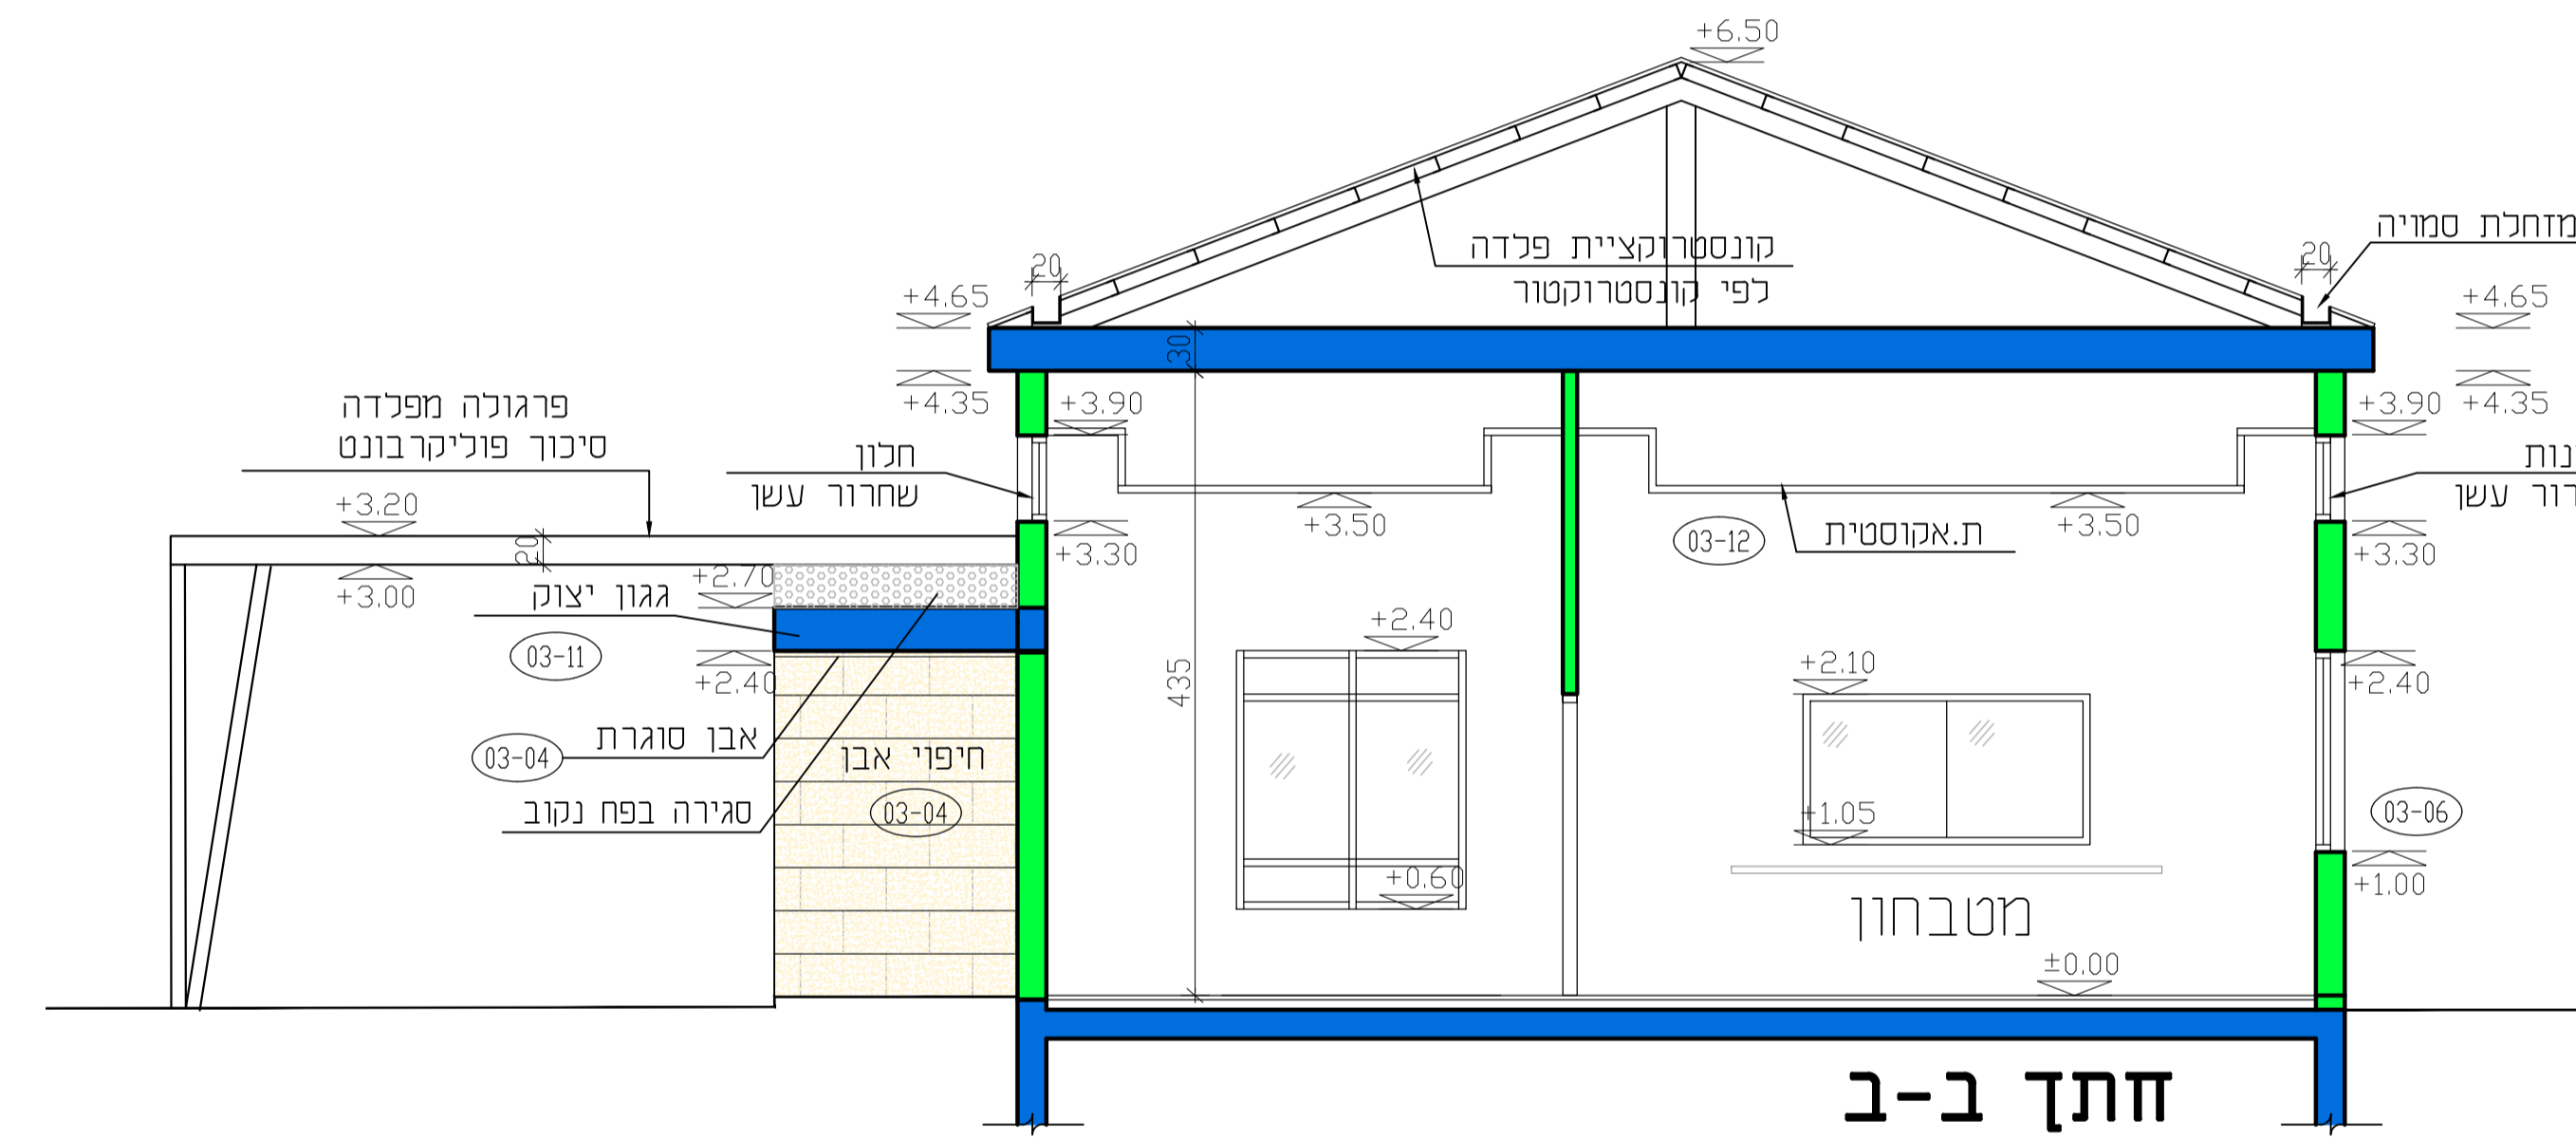 +6.50
מזחלת סמויה
קונסטרוקציית פלדה
לפי קונסטרוקטור
20
20
+4.65
+4.65
30
+4.35
+3.90
+3.90
+4.35
פרגולה מפלדה
סיכוך פוליקרבונט
חלון
שחרור עשן
+3.20
20
+3.00
+3.30
+3.50
03-12
ת.אקוסטית
+3.50
+3.30
+2.70
גגון יצוק
03-11
+2.40
+2.40
+2.10
+2.40
435
אבן סוגרת
03-04
חיפוי אבן
03-04
סגירה בפח נקוב
+1.05
03-06
+0.60
+1.00
מטבחון
±0.00
חתך ב-ב